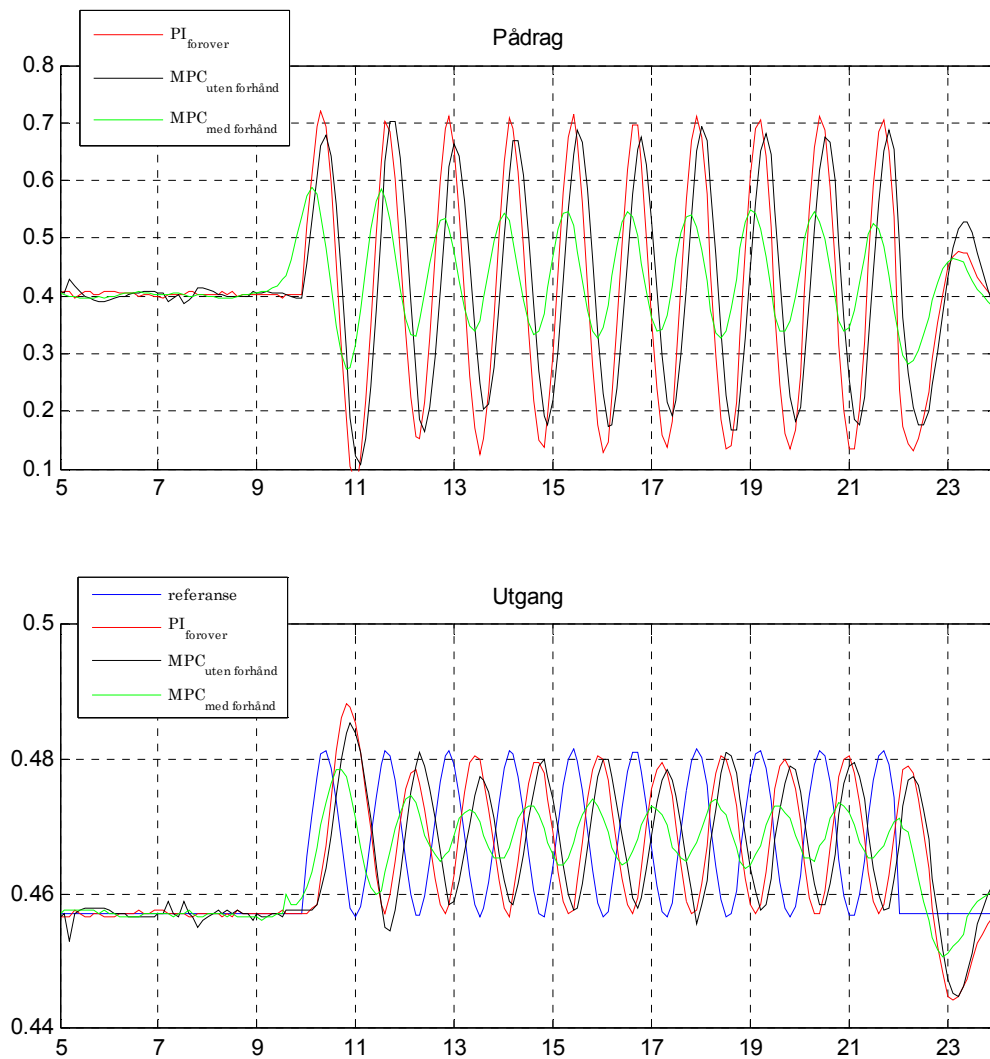 Pådrag
PI forover
MPC uten forhånd
MPC med forhånd
0.8
0.7
0.6
0.5
0.4
0.3
0.2
0.1
5 7 9 11 13 15 17 19 21 23
Utgang
referanse
PI forover
MPC uten forhånd
MPC med forhånd
0.5
0.48
0.46
0.44
5 7 9 11 13 15 17 19 21 23